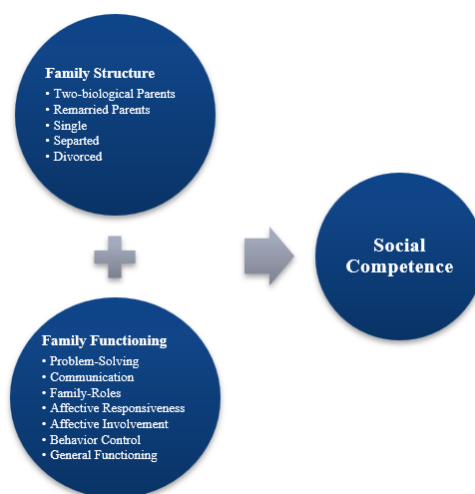 Family Structure
• Two-biological Parents
• Remarried Parents
• Single
• Separted
• Divorced
Social
Competence
Family Functioning
• Problem-Solving
• Communication
• Family-Roles
• Affective Responsiveness
• Affective Involvement
• Behavior Control
• General Functioning